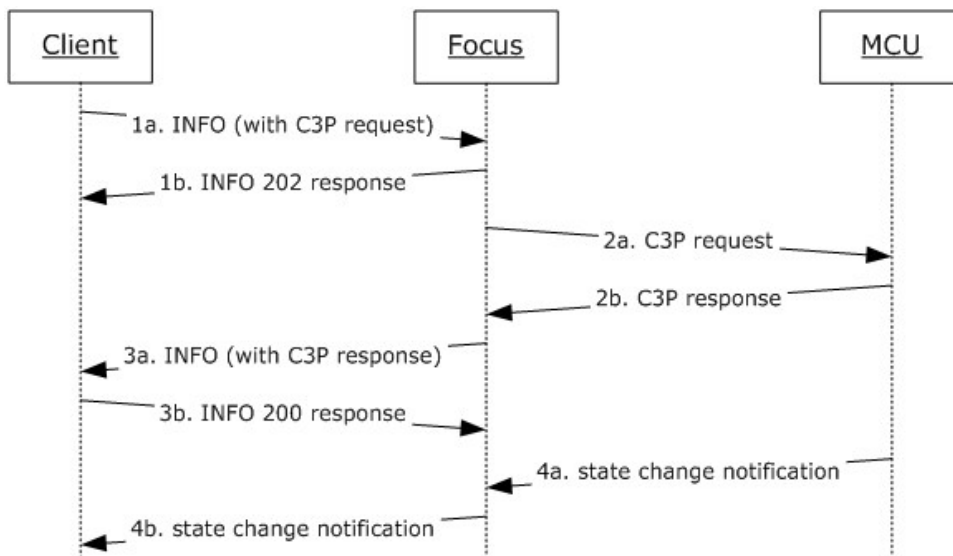 Client
Focus
MCU
1a. INFO (with C3P request)
1b. INFO 202 response
2a. C3P request
2b. C3P response
3a. INFO (with C3P response)
3b. INFO 200 response
4a. state change notification
4b. state change notification